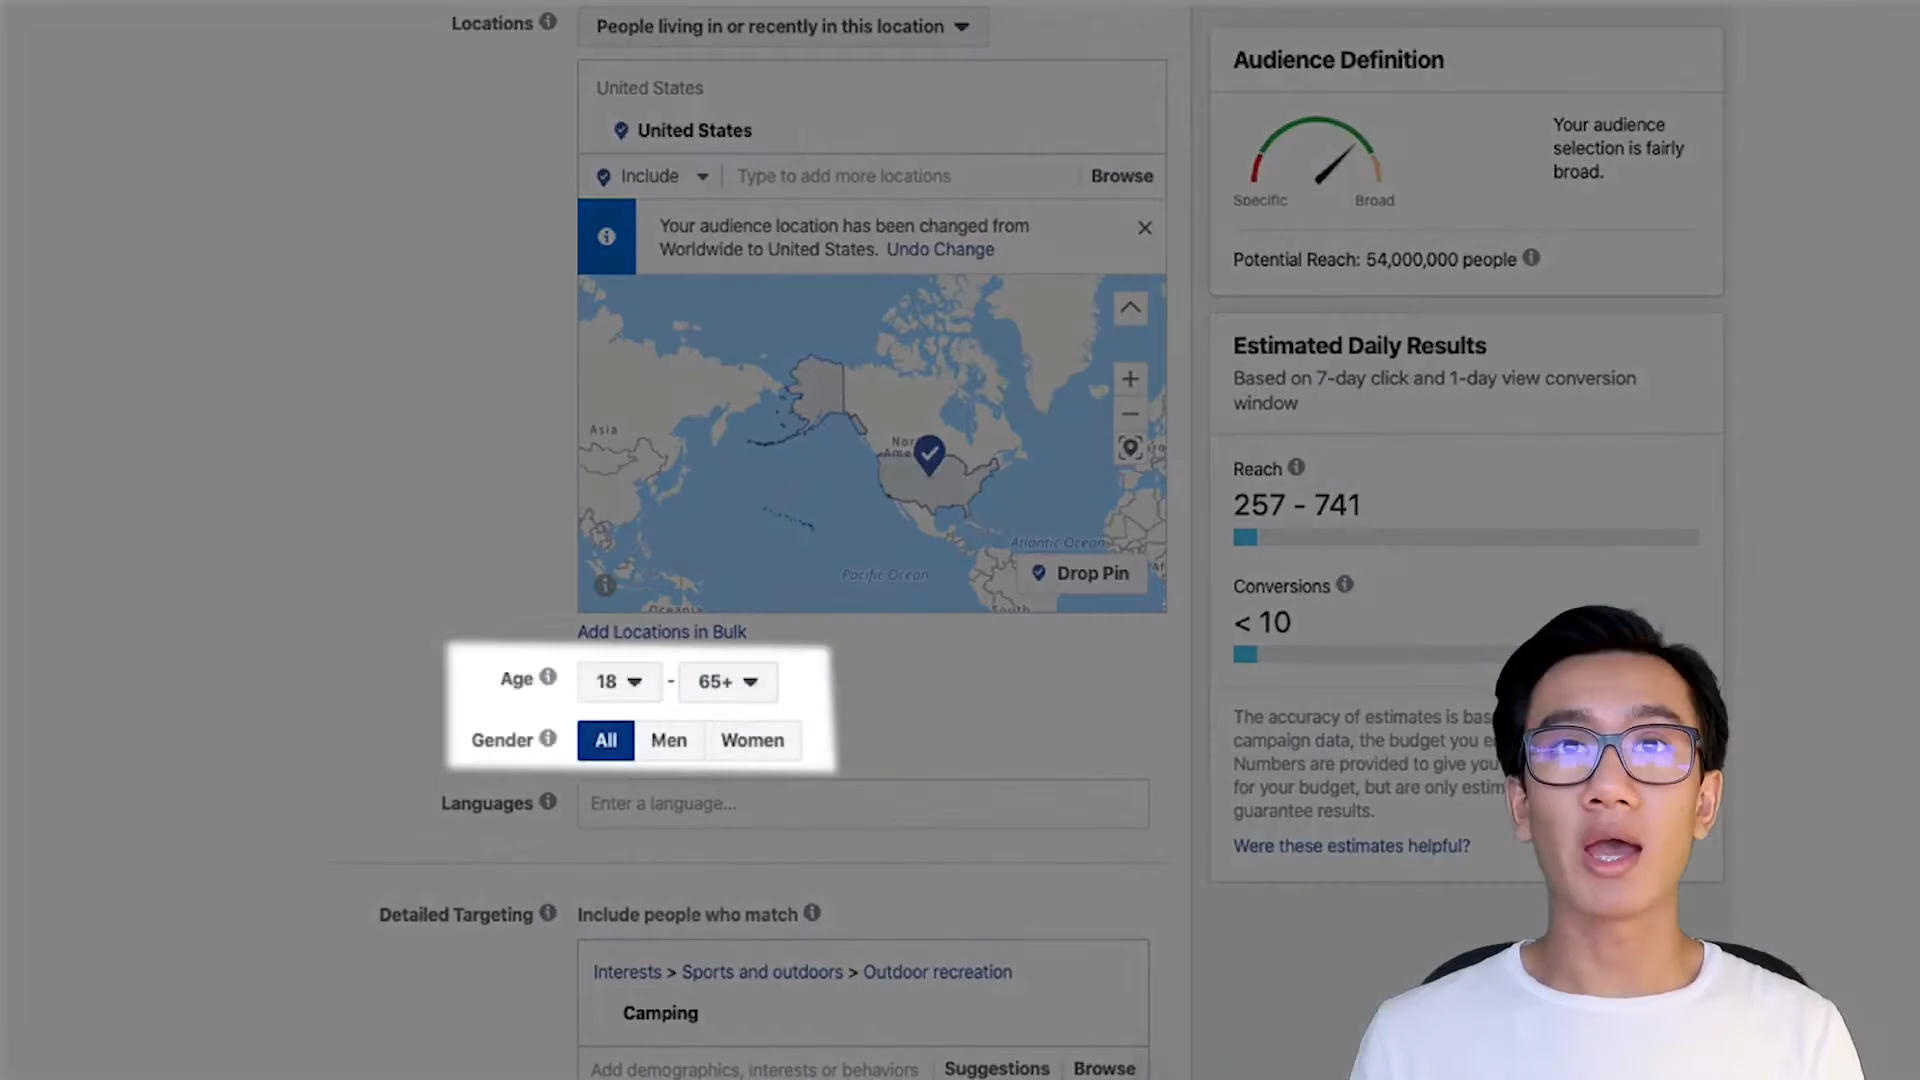 Locations
People living in or recently in this location
United States
United States
Include
Type to add more locations
Browse
Your audience location has been changed from
Worldwide to United States. Undo Change
Asia
Pacific Ocean
Atlantic Ocean
Oceania
South
Drop Pin
Add Locations in Bulk
Age
18
-
65+
Gender
All
Men
Women
Languages
Enter a language...
Detailed Targeting
Include people who match
Interests > Sports and outdoors > Outdoor recreation
Camping
Add demographics, interests or behaviors
Suggestions
Browse
Audience Definition
Specific
Broad
Your audience
selection is fairly
broad.
Potential Reach: 54,000,000 people
Estimated Daily Results
Based on 7-day click and 1-day view conversion
window
Reach
257 - 741
Conversions
< 10
The accuracy of estimates is
campaign data, the budget you
Numbers are provided to give you
for your budget, but are only
guarantee results.
Were these estimates helpful?